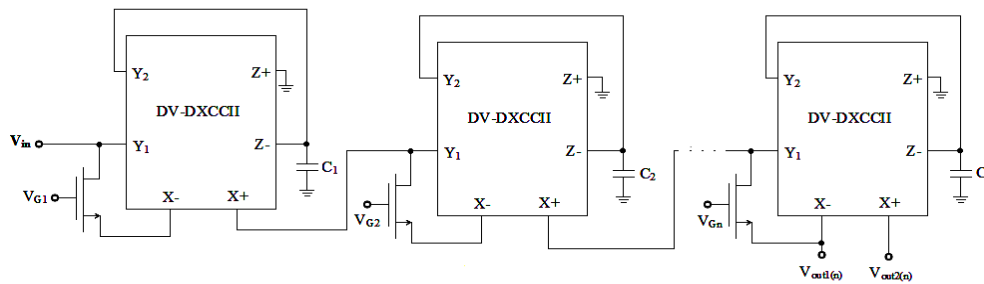 Y2 Z+
DV-DXCCII
Vin Y1 Z-
C1
VG1 X- X+
Y2 Z+
DV-DXCCII
Y1 Z-
C2
VG2 X- X+
. . . . .
Y2 Z+
DV-DXCCII
Y1 Z-
C
VGn X- X+
Vout1(n) Vout2(n)